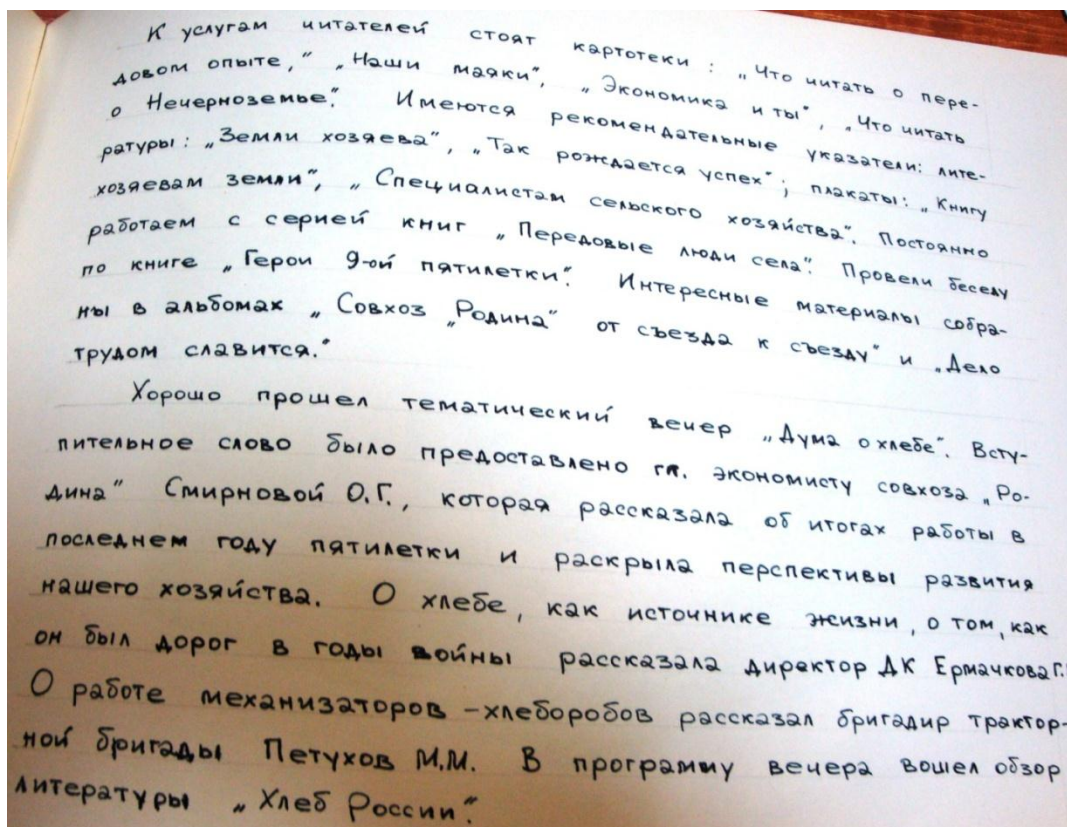 К услугам читателей стоят картотеки: „Что читать о пере-
довом опыте,“ „Наши маяки“, „Экономика и ты“, „Что читать
о Нечерноземье“. Имеются рекомендательные указатели: лите-
ратуры: „Земли хозяева“, „Так рождается успех“; плакаты: „Книгу
хозяевам земли“, „Специалистам сельского хозяйства“. Постоянно
работаем с серией книг „Передовые люди села“. Провели беседу
по книге „Герои 9-ой пятилетки“. Интересные материалы собра-
ны в альбомах „Совхоз „Родина“ от съезда к съезду“ и „Дело
трудом славится.“
Хорошо прошел тематический вечер „Дума о хлебе“. Всту-
пительное слово было предоставлено гл. экономисту совхоза „Ро-
дина“ Смирновой О.Г., которая рассказала об итогах работы в
последнем году пятилетки и раскрыла перспективы развития
нашего хозяйства. О хлебе, как источнике жизни, о том, как
он был дорог в годы войны рассказала директор ДК Ермачкова Г.
О работе механизаторов -хлеборобов рассказал бригадир трактор-
ной бригады Петухов М.М. В программу вечера вошел обзор
литературы „Хлеб России“.